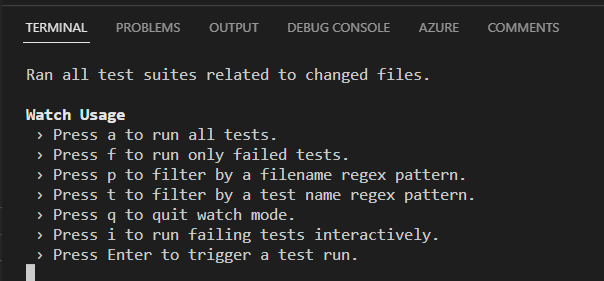 TERMINAL PROBLEMS OUTPUT DEBUG CONSOLE AZURE COMMENTS
Ran all test suites related to changed files.
Watch Usage
› Press a to run all tests.
› Press f to run only failed tests.
› Press p to filter by a filename regex pattern.
› Press t to filter by a test name regex pattern.
› Press q to quit watch mode.
› Press i to run failing tests interactively.
› Press Enter to trigger a test run.